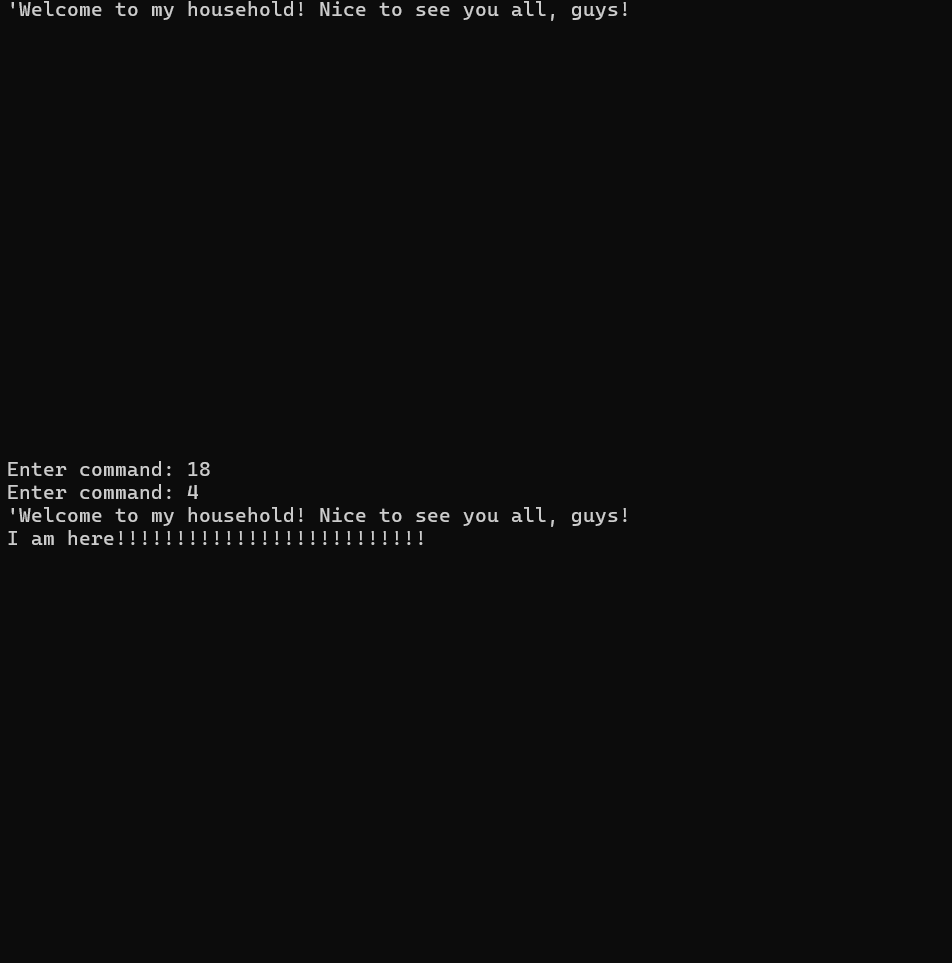 'Welcome to my household! Nice to see you all, guys!
Enter command: 18
Enter command: 4
'Welcome to my household! Nice to see you all, guys!
I am here!!!!!!!!!!!!!!!!!!!!!!!!!!